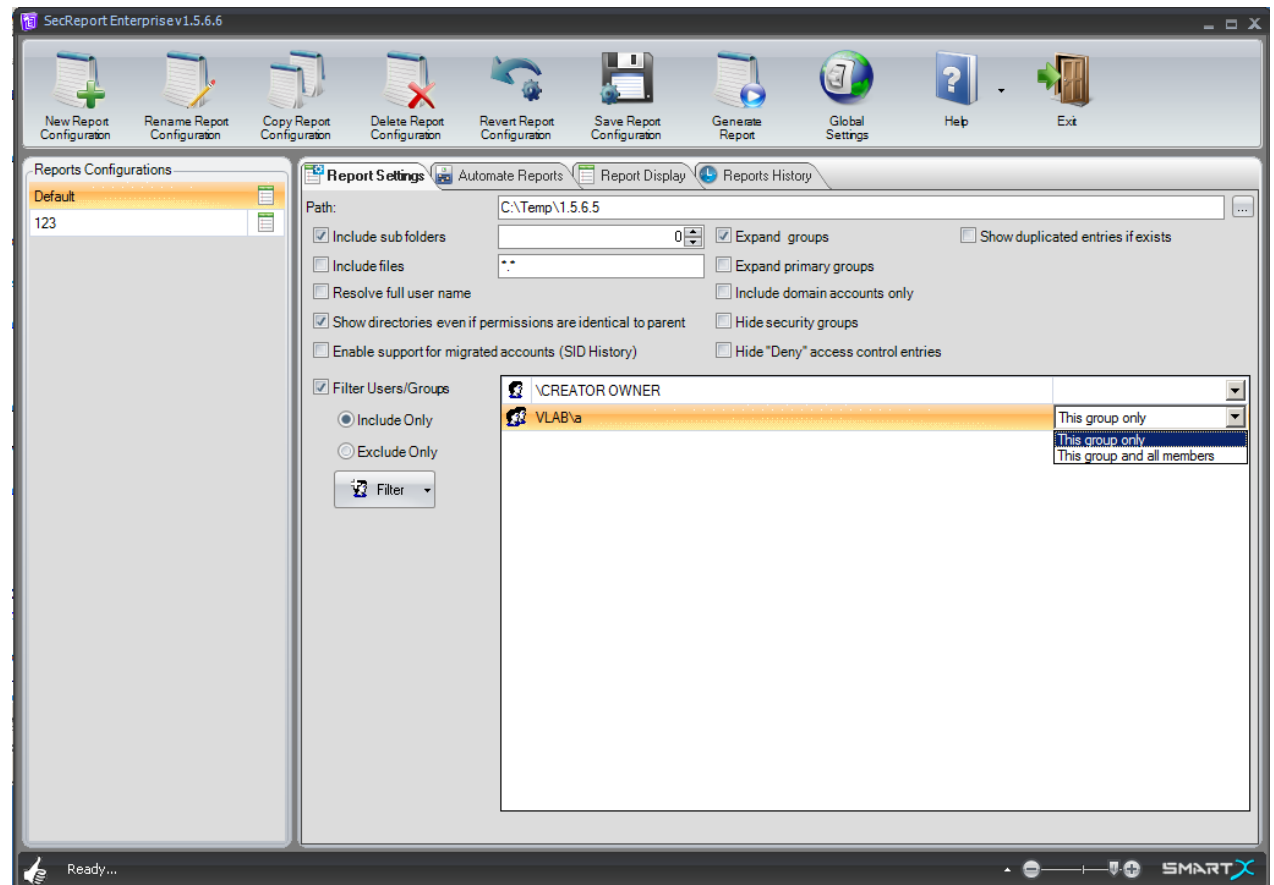 SecReport Enterprise v1.5.6.6
New Report Configuration
Rename Report Configuration
Copy Report Configuration
Delete Report Configuration
Revert Report Configuration
Save Report Configuration
Generate Report
Global Settings
Help
Exit
Reports Configurations
Default
123
Report Settings
Automate Reports
Report Display
Reports History
Path:
C:\Temp\1.5.6.5
...
Include sub folders
0
Expand groups
Show duplicated entries if exists
Include files
*.*
Expand primary groups
Resolve full user name
Include domain accounts only
Show directories even if permissions are identical to parent
Hide security groups
Enable support for migrated accounts (SID History)
Hide "Deny" access control entries
Filter Users/Groups
\CREATOR OWNER
Include Only
VLAB\a
This group only
This group only
This group and all members
Exclude Only
Filter
Ready...
SMARTX